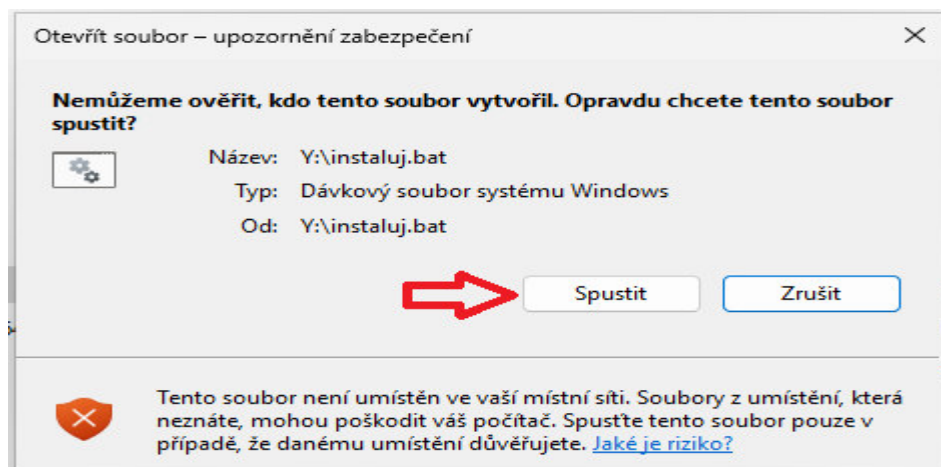 Otevřít soubor – upozornění zabezpečení
Nemůžeme ověřit, kdo tento soubor vytvořil. Opravdu chcete tento soubor
spustit?
Název: Y:\instaluj.bat
Typ: Dávkový soubor systému Windows
Od: Y:\instaluj.bat
Spustit Zrušit
Tento soubor není umístěn ve vaší místní síti. Soubory z umístění, která
neznáte, mohou poškodit váš počítač. Spusťte tento soubor pouze v
případě, že danému umístění důvěřujete. Jaké je riziko?